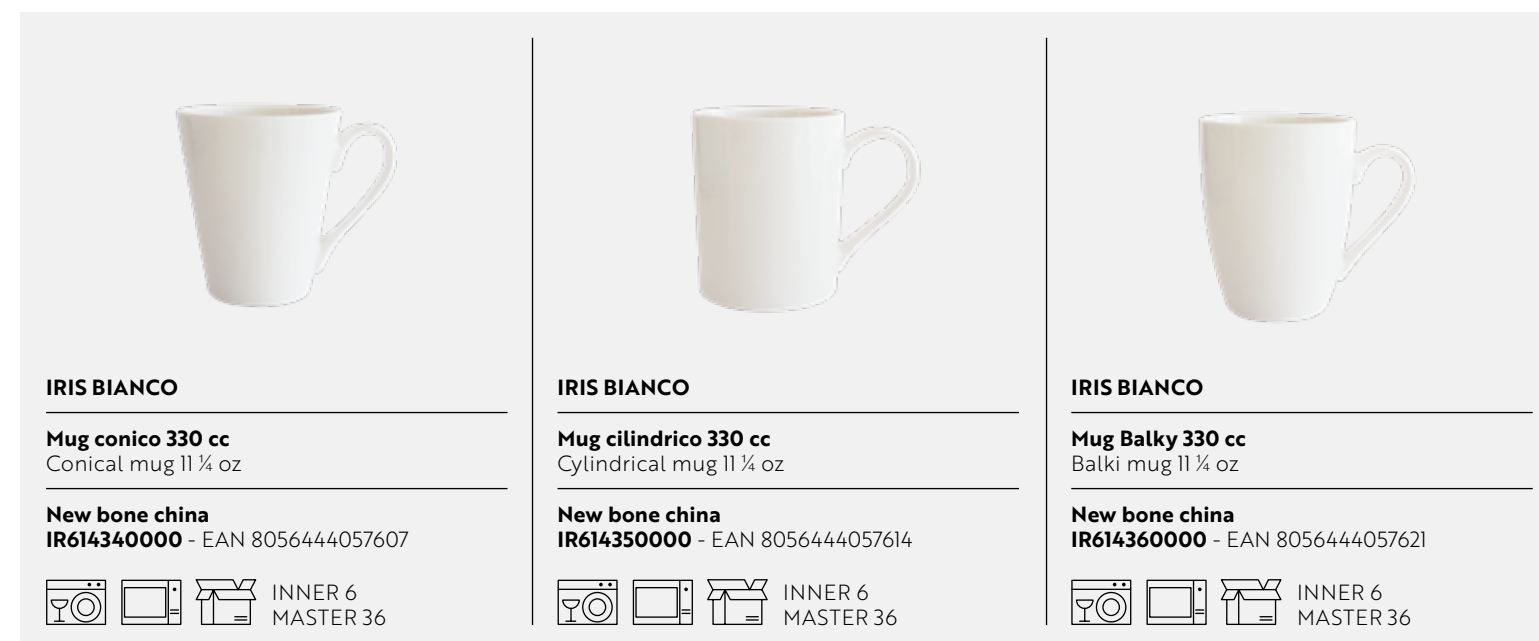 IRIS BIANCO
Mug conico 330 cc
Conical mug 11 ¼ oz
New bone china
IR614340000 - EAN 8056444057607
INNER 6
MASTER 36
IRIS BIANCO
Mug cilindrico 330 cc
Cylindrical mug 11 ¼ oz
New bone china
IR614350000 - EAN 8056444057614
INNER 6
MASTER 36
IRIS BIANCO
Mug Balky 330 cc
Balki mug 11 ¼ oz
New bone china
IR614360000 - EAN 8056444057621
INNER 6
MASTER 36